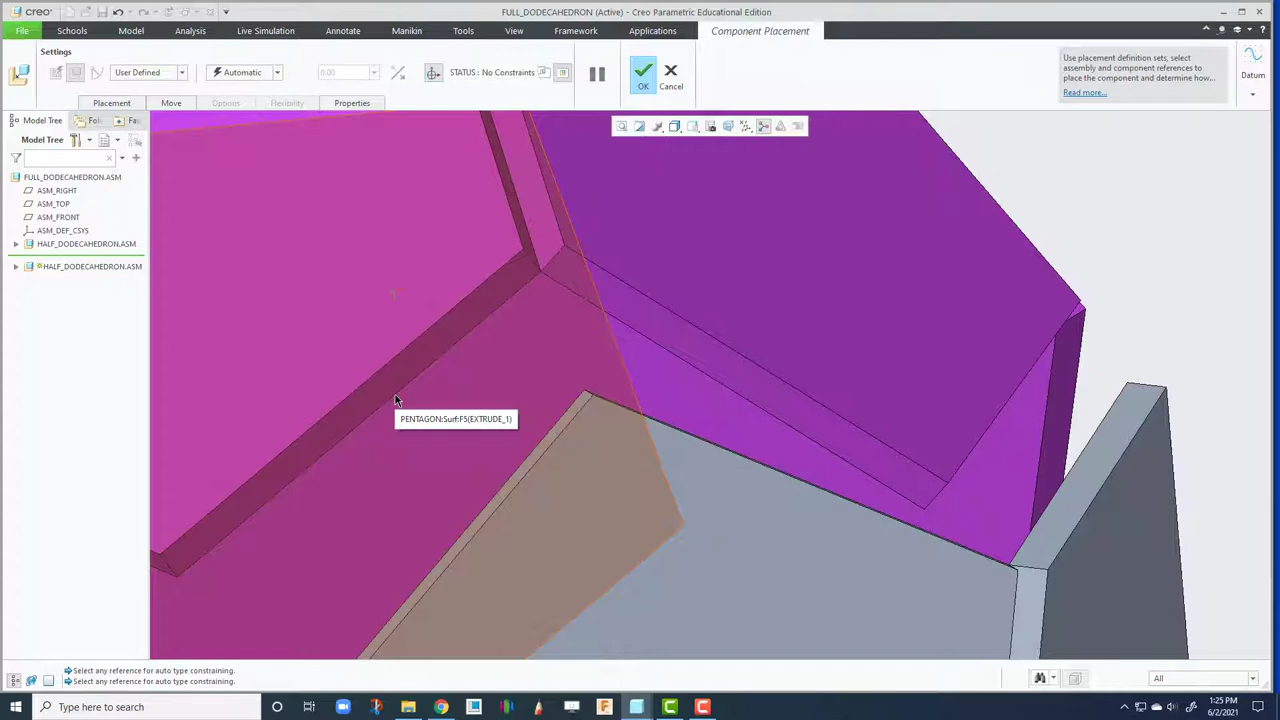 creo
FULL_DODECAHEDRON (Active) - Creo Parametric Educational Edition
File
Schools
Model
Analysis
Live Simulation
Annotate
Manikin
Tools
View
Framework
Applications
Component Placement
Settings
User Defined
Automatic
0.00
STATUS : No Constraints
OK
Cancel
Use placement definition sets, select
assembly and component references to
place the component and determine how...
Read more...
Datum
Placement
Move
Options
Flexibility
Properties
Model Tree
Fol
Fa
Model Tree
FULL_DODECAHEDRON.ASM
ASM_RIGHT
ASM_TOP
ASM_FRONT
ASM_DEF_CSYS
HALF_DODECAHEDRON.ASM
HALF_DODECAHEDRON.ASM
PENTAGON:Surf:F5(EXTRUDE_1)
Select any reference for auto type constraining.
Select any reference for auto type constraining.
All
Type here to search
1:25 PM
6/2/2021